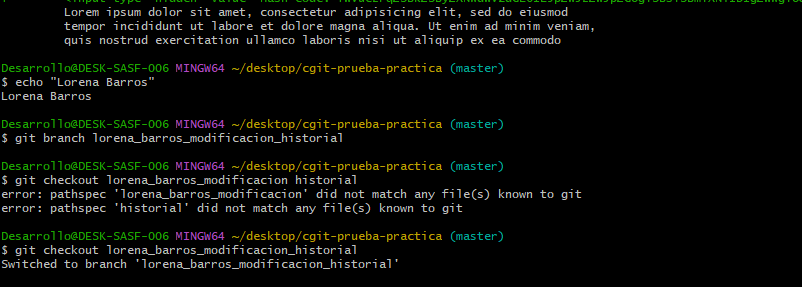 Lorem ipsum dolor sit amet, consectetur adipisicing elit, sed do eiusmod
tempor incididunt ut labore et dolore magna aliqua. Ut enim ad minim veniam,
quis nostrud exercitation ullamco laboris nisi ut aliquip ex ea commodo
Desarrollo@DESK-SASF-006 MINGW64 ~/desktop/cgit-prueba-practica (master)
$ echo "Lorena Barros"
Lorena Barros
Desarrollo@DESK-SASF-006 MINGW64 ~/desktop/cgit-prueba-practica (master)
$ git branch lorena_barros_modificacion_historial
Desarrollo@DESK-SASF-006 MINGW64 ~/desktop/cgit-prueba-practica (master)
$ git checkout lorena_barros_modificacion historial
error: pathspec 'lorena_barros_modificacion' did not match any file(s) known to git
error: pathspec 'historial' did not match any file(s) known to git
Desarrollo@DESK-SASF-006 MINGW64 ~/desktop/cgit-prueba-practica (master)
$ git checkout lorena_barros_modificacion_historial
Switched to branch 'lorena_barros_modificacion_historial'